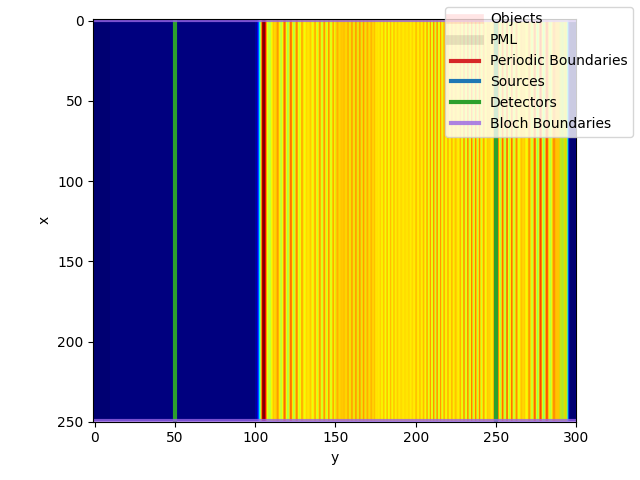 Objects
PML
Periodic Boundaries
Sources
Detectors
Bloch Boundaries
0
50
100
150
200
250
x
0
50
100
150
200
250
300
y